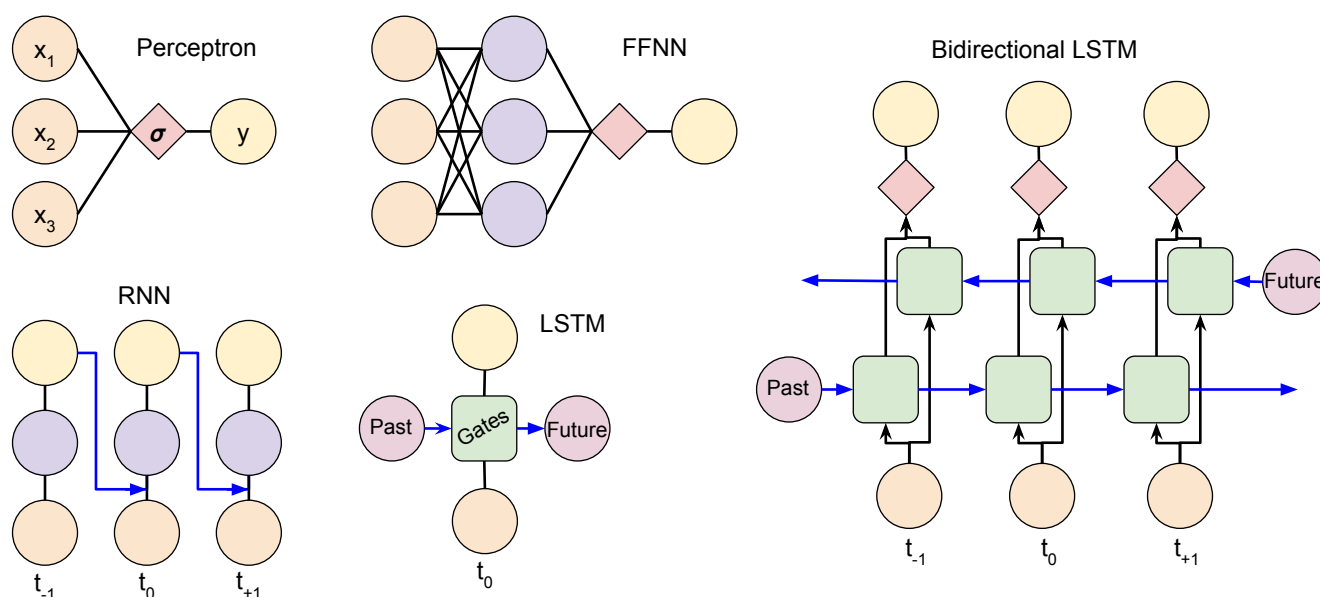 Perceptron
x1
x2
x3
σ
y
FFNN
Bidirectional LSTM
Future
Past
t-1
t0
t+1
RNN
t-1
t0
t+1
LSTM
Past
Gates
Future
t0